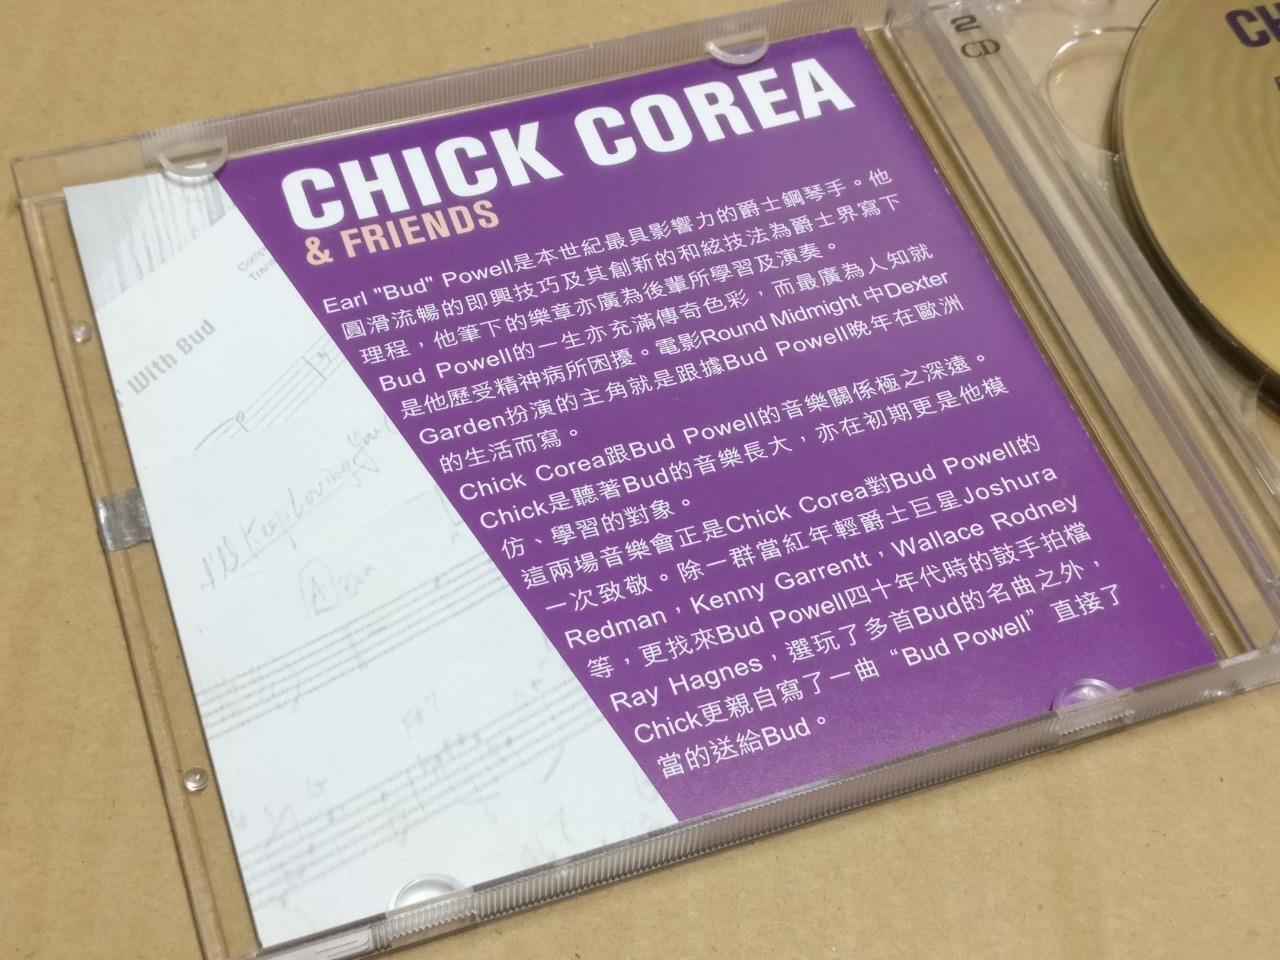 CHICK COREA
& FRIENDS
Earl "Bud" Powell是本世紀最具影響力的爵士鋼琴手。他
圓滑流暢的即興技巧及其創新的和絃技法為爵士界寫下
理程，他筆下的樂章亦廣為後輩所學習及演奏。
Bud Powell的一生亦充滿傳奇色彩，而最廣為人知就
是他歷受精神病所困擾。電影Round Midnight 中Dexter
Garden扮演的主角就是跟據Bud Powell晚年在歐洲
的生活而寫。
Chick Corea跟Bud Powell的音樂關係極之深遠。
Chick是聽著Bud的音樂長大，亦在初期更是他模
仿、學習的對象。
這兩場音樂會正是Chick Corea對Bud Powell的
一次致敬。除一群當紅年輕爵士巨星Joshura
Redman，Kenny Garrentt，Wallace Rodney
等，更找來Bud Powell四十年代時的鼓手拍檔
Ray Hagnes，選玩了多首Bud的名曲之外，
Chick更親自寫了一曲“Bud Powell”直接了
當的送給Bud。
With Bud
I'll Keep Loving You
A
2
CD
CH